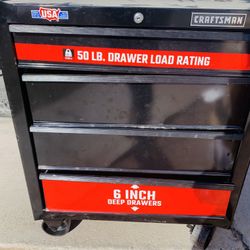 USA
CRAFTSMAN
50 LB. DRAWER LOAD RATING
6 INCH
DEEP DRAWERS